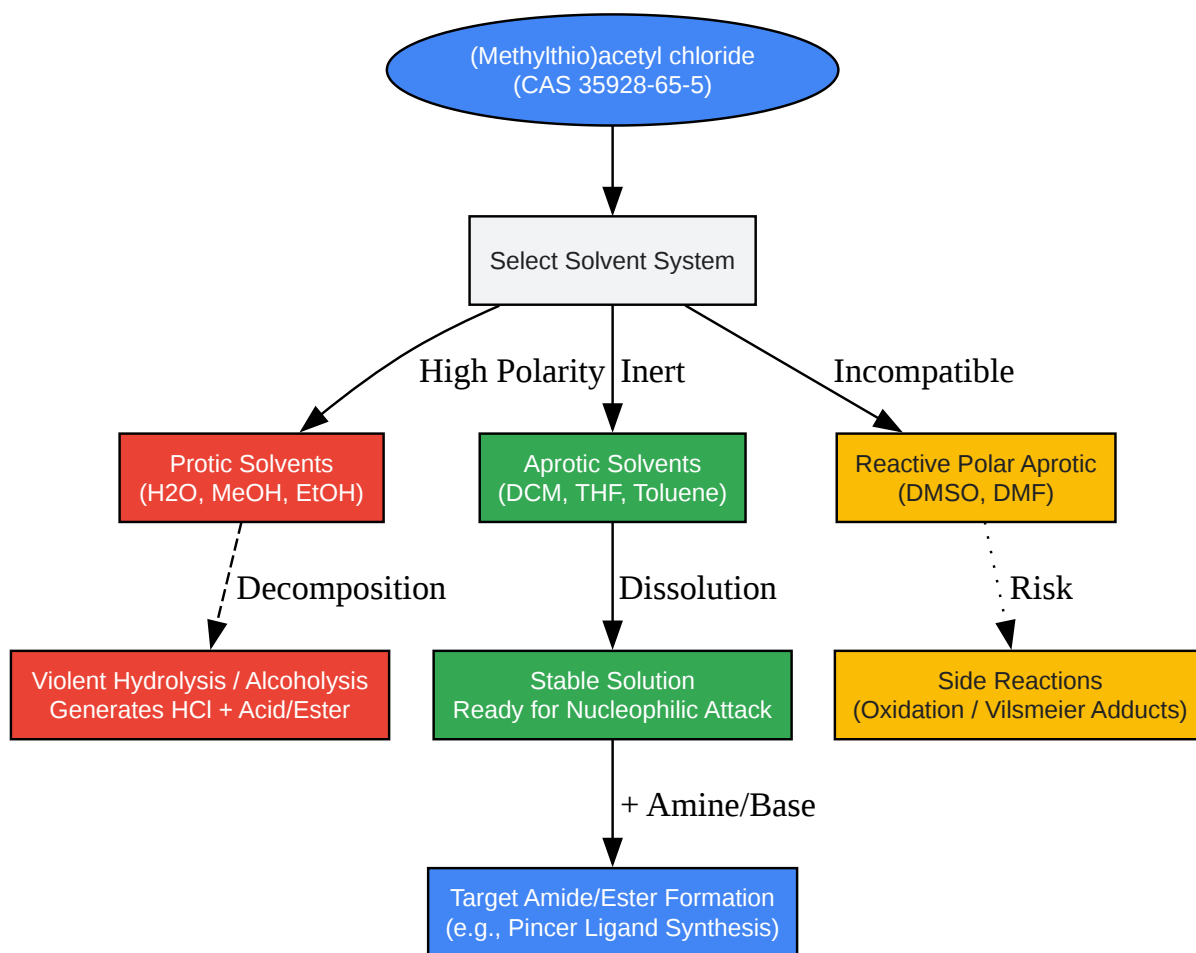 (Methylthio)acetyl chloride
(CAS 35928-65-5)
Select Solvent System
High Polarity
Inert
Incompatible
Protic Solvents
(H2O, MeOH, EtOH)
Aprotic Solvents
(DCM, THF, Toluene)
Reactive Polar Aprotic
(DMSO, DMF)
Decomposition
Dissolution
Risk
Violent Hydrolysis / Alcoholysis
Generates HCl + Acid/Ester
Stable Solution
Ready for Nucleophilic Attack
Side Reactions
(Oxidation / Vilsmeier Adducts)
+ Amine/Base
Target Amide/Ester Formation
(e.g., Pincer Ligand Synthesis)